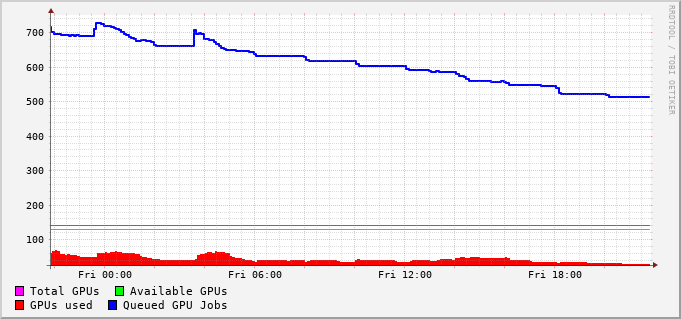 700
600
500
400
300
200
100
Fri 00:00 Fri 06:00 Fri 12:00 Fri 18:00
Total GPUs Available GPUs
GPUs used Queued GPU Jobs
RRDTOOL / TOBI OETIKER